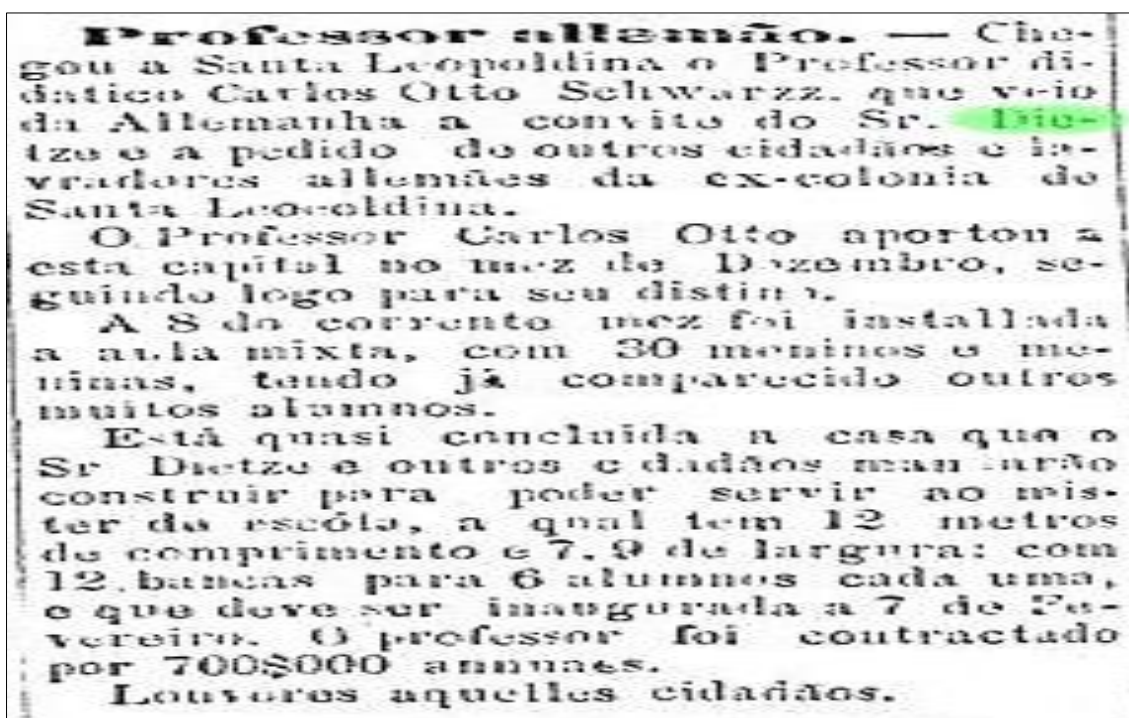 Professor allemão. — Che-
gou a Santa Leopoldina o Professor di-
datico Carlos Otto Schwarzz, que veio
da Allemanha a convite do Sr. Die-
tze e a pedido de outros cidadãos e la-
vradores allemães da ex-colonia de
Santa Leocoldina.
O Professor Carlos Otto aportou a
esta capital no mez de Dezembro, se-
guindo logo para seu distino.
A 8 do corrente mez foi installada
a aula mixta, com 30 meninos e me-
ninas, tendo já comparecido outros
muitos alumnos.
Está quasi concluida a casa que o
Sr Dietze e outros cidadãos mandarão
construir para poder servir ao mis-
ter de escóla, a qual tem 12 metros
de comprimento e 7,9 de largura: com
12 bancas para 6 alumnos cada uma,
e que deve ser inaugurada a 7 de Fe-
vereiro. O professor foi contractado
por 700$000 annuaes.
Louvores aquelles cidadãos.